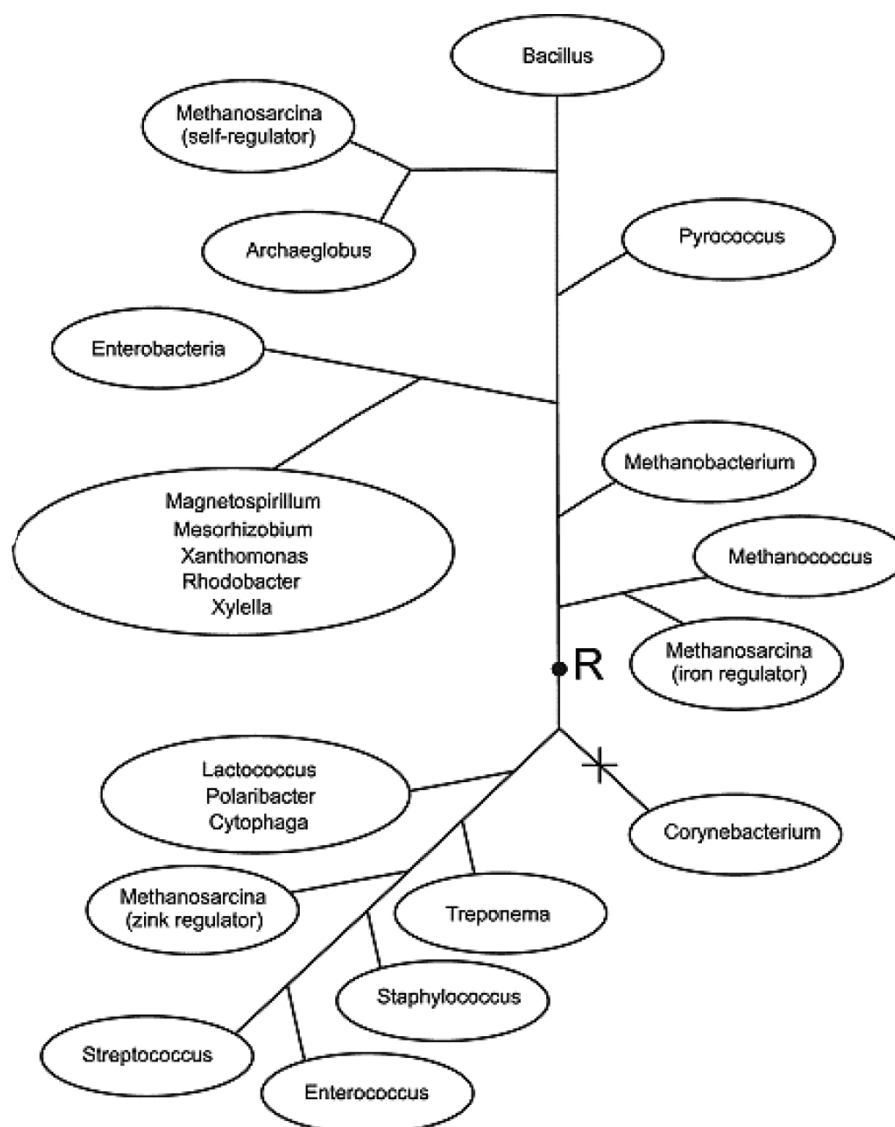 Bacillus
Methanosarcina
(self-regulator)
Archaeglobus
Pyrococcus
Enterobacteria
Methanobacterium
Magnetospirillum
Mesorhizobium
Xanthomonas
Rhodobacter
Xylella
Methanococcus
Methanosarcina
(iron regulator)
R
Lactococcus
Polaribacter
Cytophaga
Corynebacterium
Methanosarcina
(zink regulator)
Treponema
Staphylococcus
Streptococcus
Enterococcus